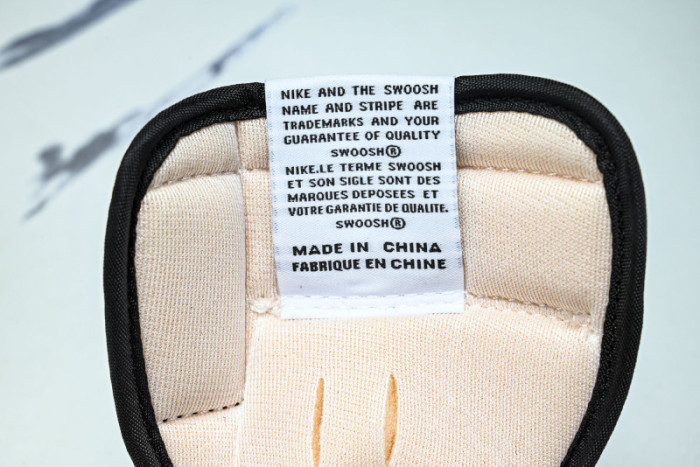 NIKE AND THE SWOOSH
NAME AND STRIPE ARE
TRADEMARKS AND YOUR
GUARANTEE OF QUALITY
SWOOSH®
NIKE.LE TERME SWOOSH
ET SON SIGLE SONT DES
MARQUES DEPOSEES ET
VOTRE GARANTIE DE QUALITE.
SWOOSH®
MADE IN CHINA
FABRIQUE EN CHINE